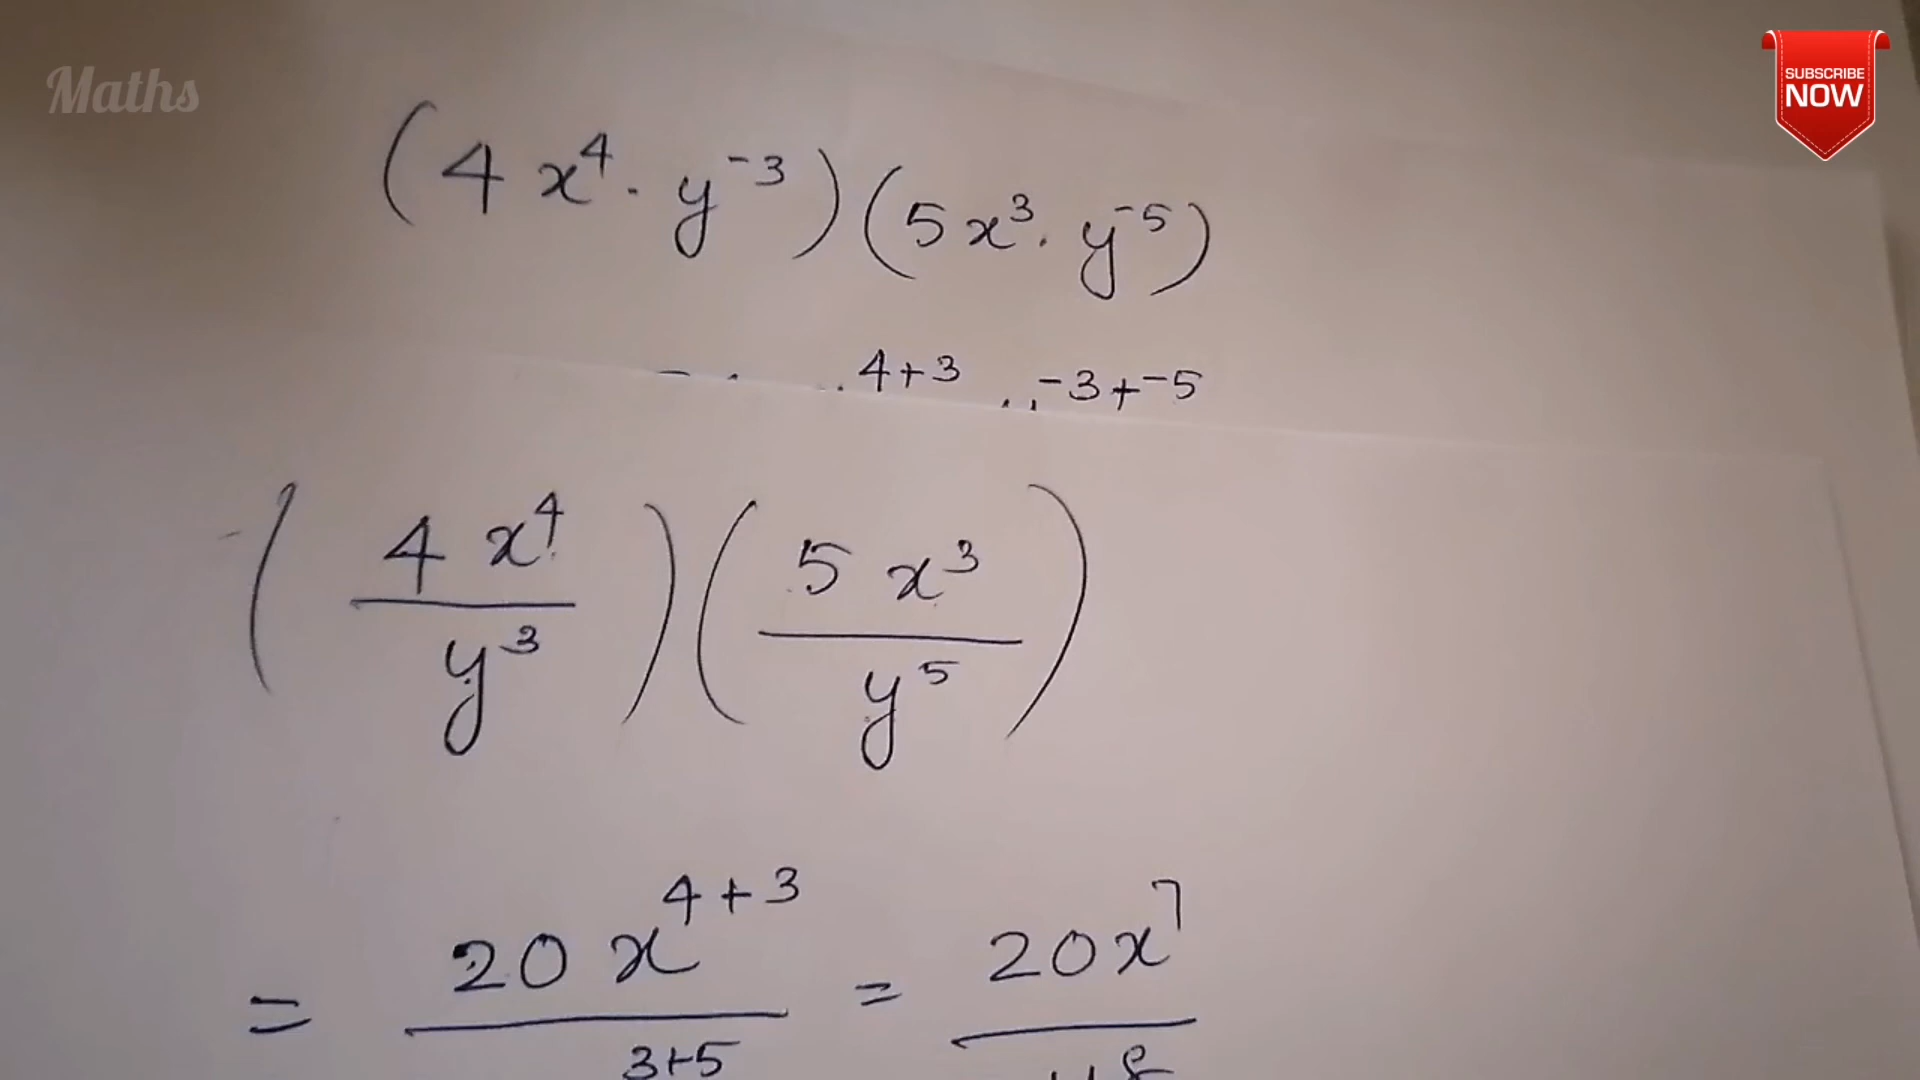 Maths
SUBSCRIBE
NOW
(4x⁴ · y⁻³)(5x³ · y⁻⁵)
4+3 -3+-5
(4x⁴/y³)(5x³/y⁵)
= 20x⁴⁺³/ ³⁺⁵ = 20x⁷/y⁸